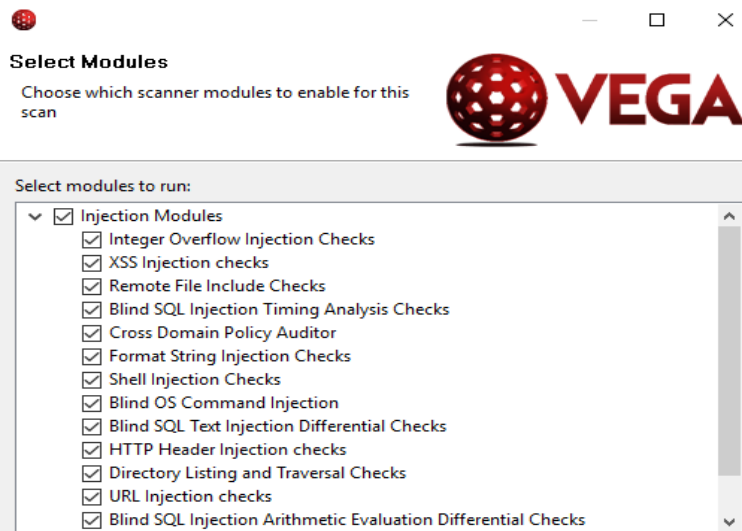 Select Modules
Choose which scanner modules to enable for this
scan
VEGA
Select modules to run:
Injection Modules
Integer Overflow Injection Checks
XSS Injection checks
Remote File Include Checks
Blind SQL Injection Timing Analysis Checks
Cross Domain Policy Auditor
Format String Injection Checks
Shell Injection Checks
Blind OS Command Injection
Blind SQL Text Injection Differential Checks
HTTP Header Injection checks
Directory Listing and Traversal Checks
URL Injection checks
Blind SQL Injection Arithmetic Evaluation Differential Checks